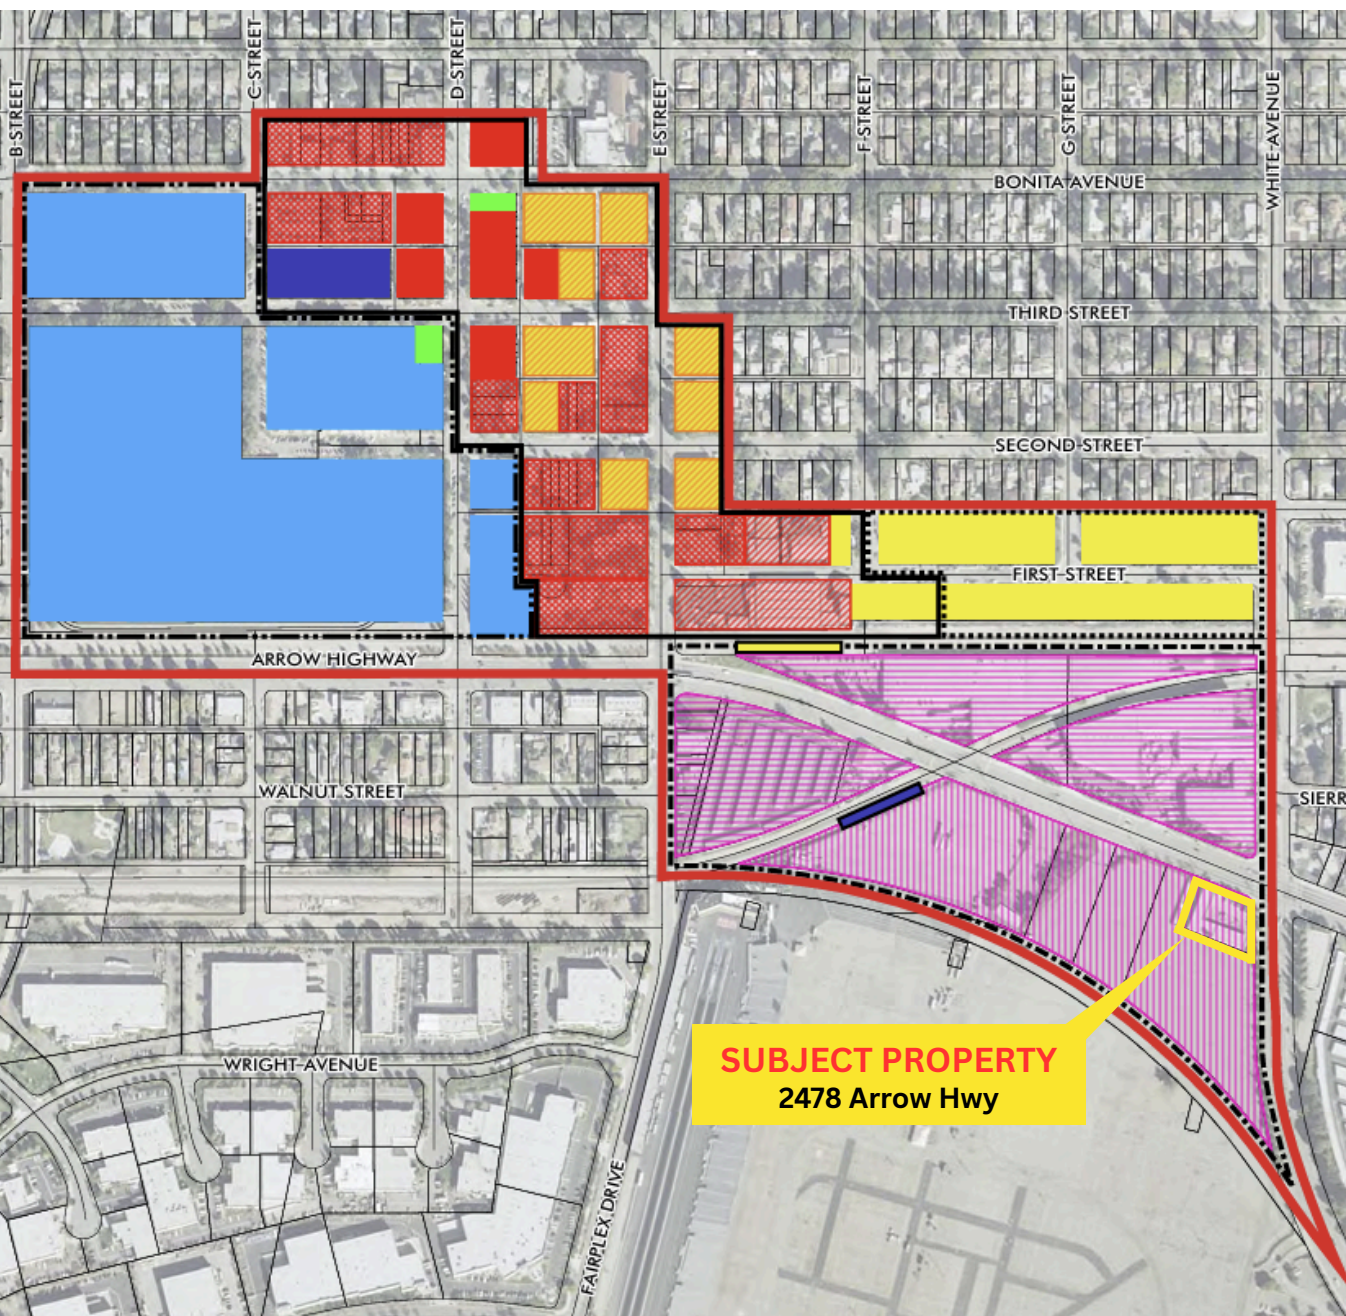 B-STREET
C-STREET
D-STREET
E-STREET
F-STREET
G-STREET
WHITE-AVENUE
BONITA AVENUE
THIRD STREET
SECOND STREET
FIRST STREET
ARROW HIGHWAY
WALNUT STREET
SIERR
WRIGHT AVENUE
SUBJECT PROPERTY
2478 Arrow Hwy
FAIRPLEX DRIVE